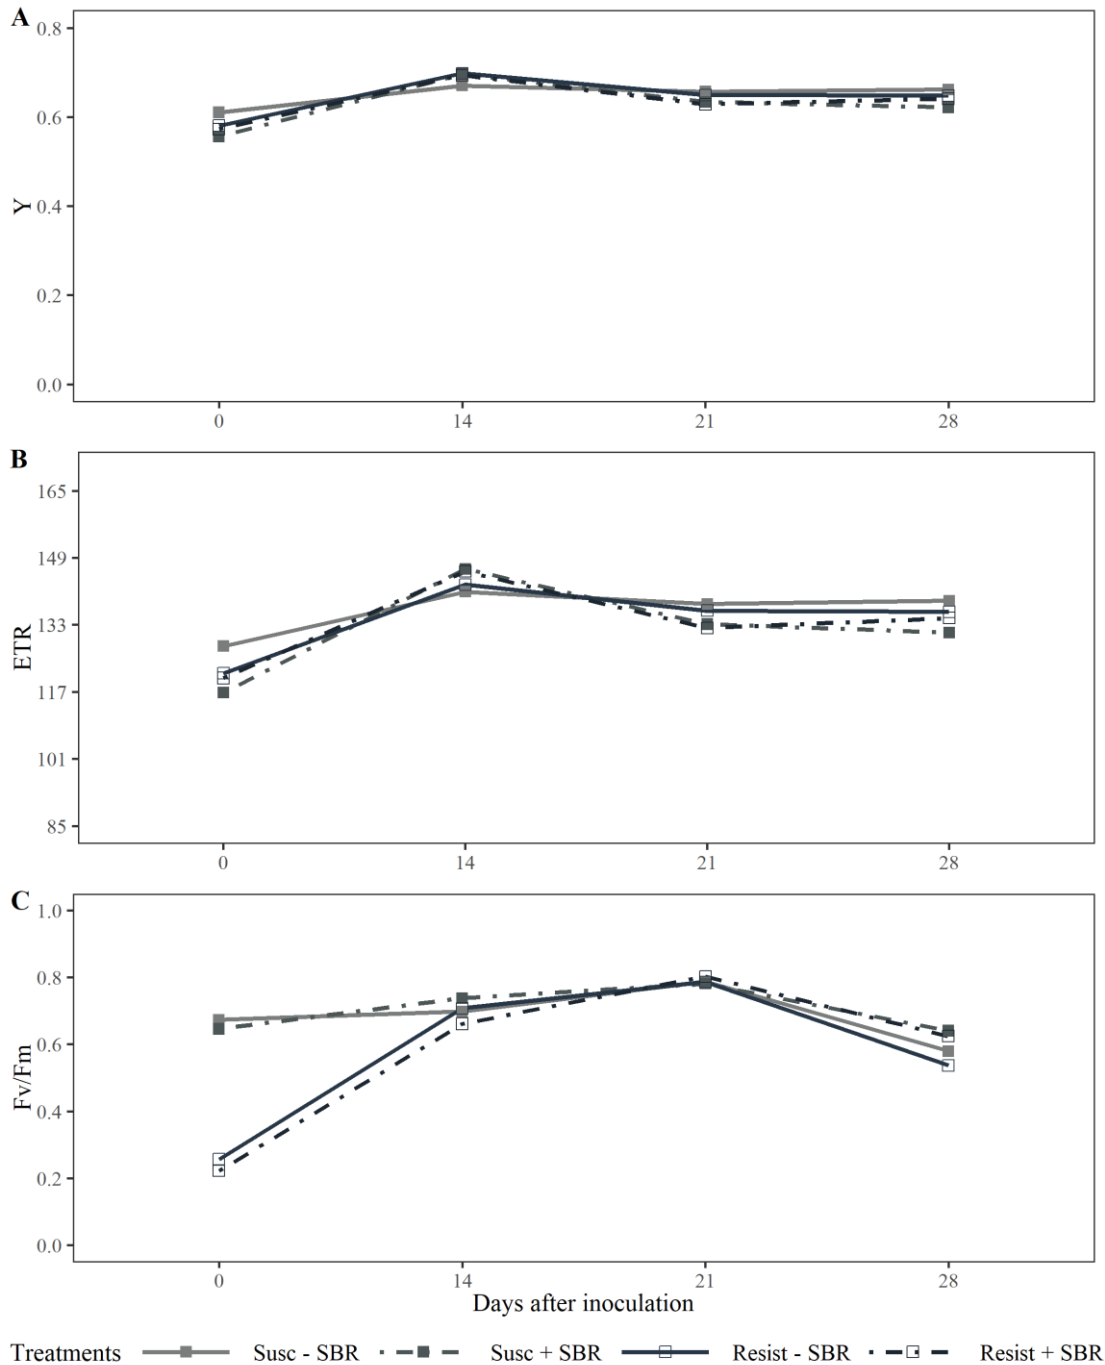 A
0.8
0.6
0.4
0.2
0.0
Y
0 14 21 28
B
165
149
133
117
101
85
ETR
0 14 21 28
C
1.0
0.8
0.6
0.4
0.2
0.0
Fv/Fm
0 14 21 28
Days after inoculation
Treatments Susc - SBR Susc + SBR Resist - SBR Resist + SBR